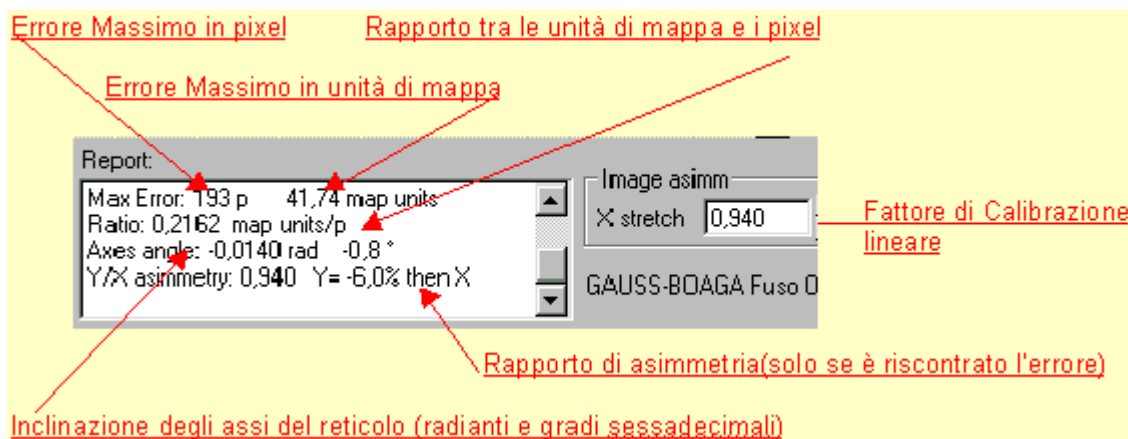 Errore Massimo in pixel
Rapporto tra le unità di mappa e i pixel
Errore Massimo in unità di mappa
Report:
Max Error: 193 p 41,74 map units
Ratio: 0,2162 map units/p
Axes angle: -0,0140 rad -0,8 °
Y/X asimmetry: 0,940 Y= -6,0% then X
Image asimm
X stretch 0,940
Fattore di Calibrazione
lineare
GAUSS-BOAGA Fuso O
Rapporto di asimmetria(solo se è riscontrato l'errore)
Inclinazione degli assi del reticolo (radianti e gradi sessadecimali)